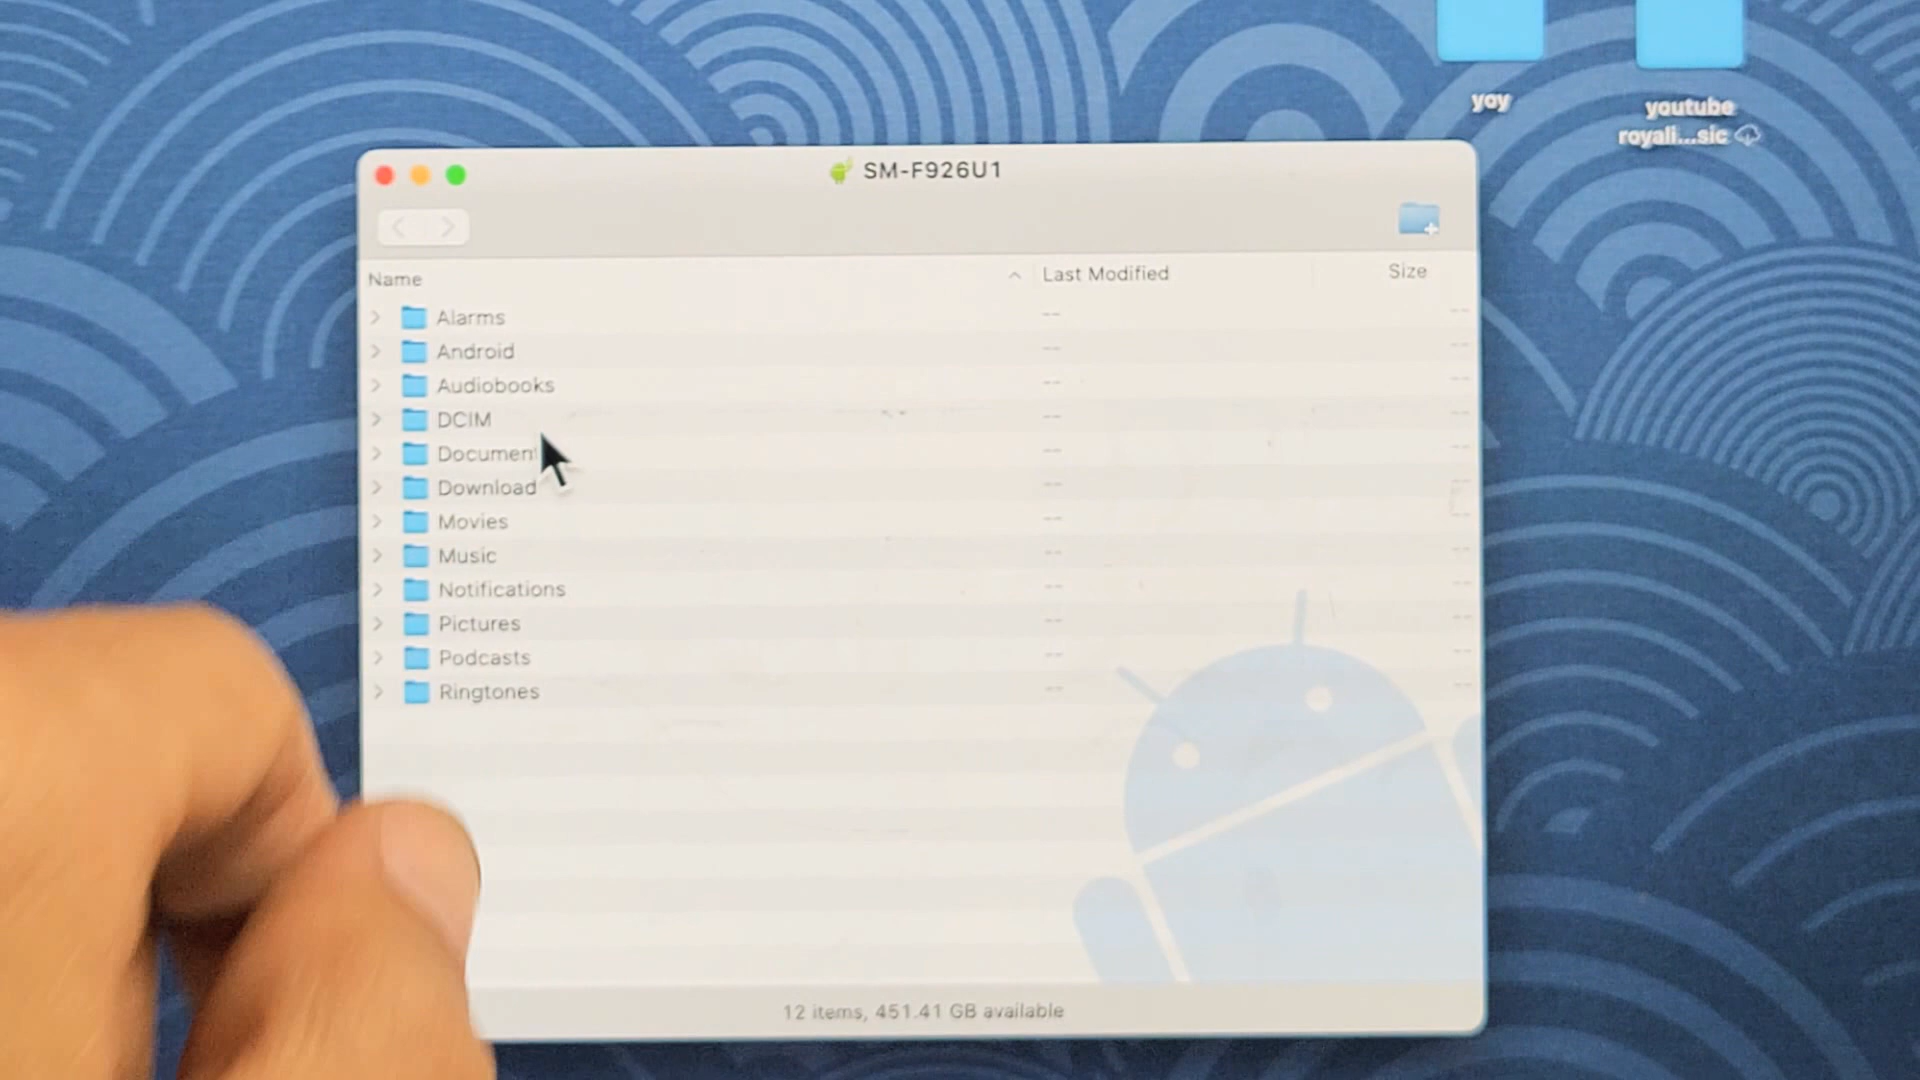 yoy
youtube
royali...sic
SM-F926U1
Name
Last Modified
Size
Alarms -- --
Android -- --
Audiobooks -- --
DCIM -- --
Document -- --
Download -- --
Movies -- --
Music -- --
Notifications -- --
Pictures -- --
Podcasts -- --
Ringtones -- --
12 items, 451.41 GB available